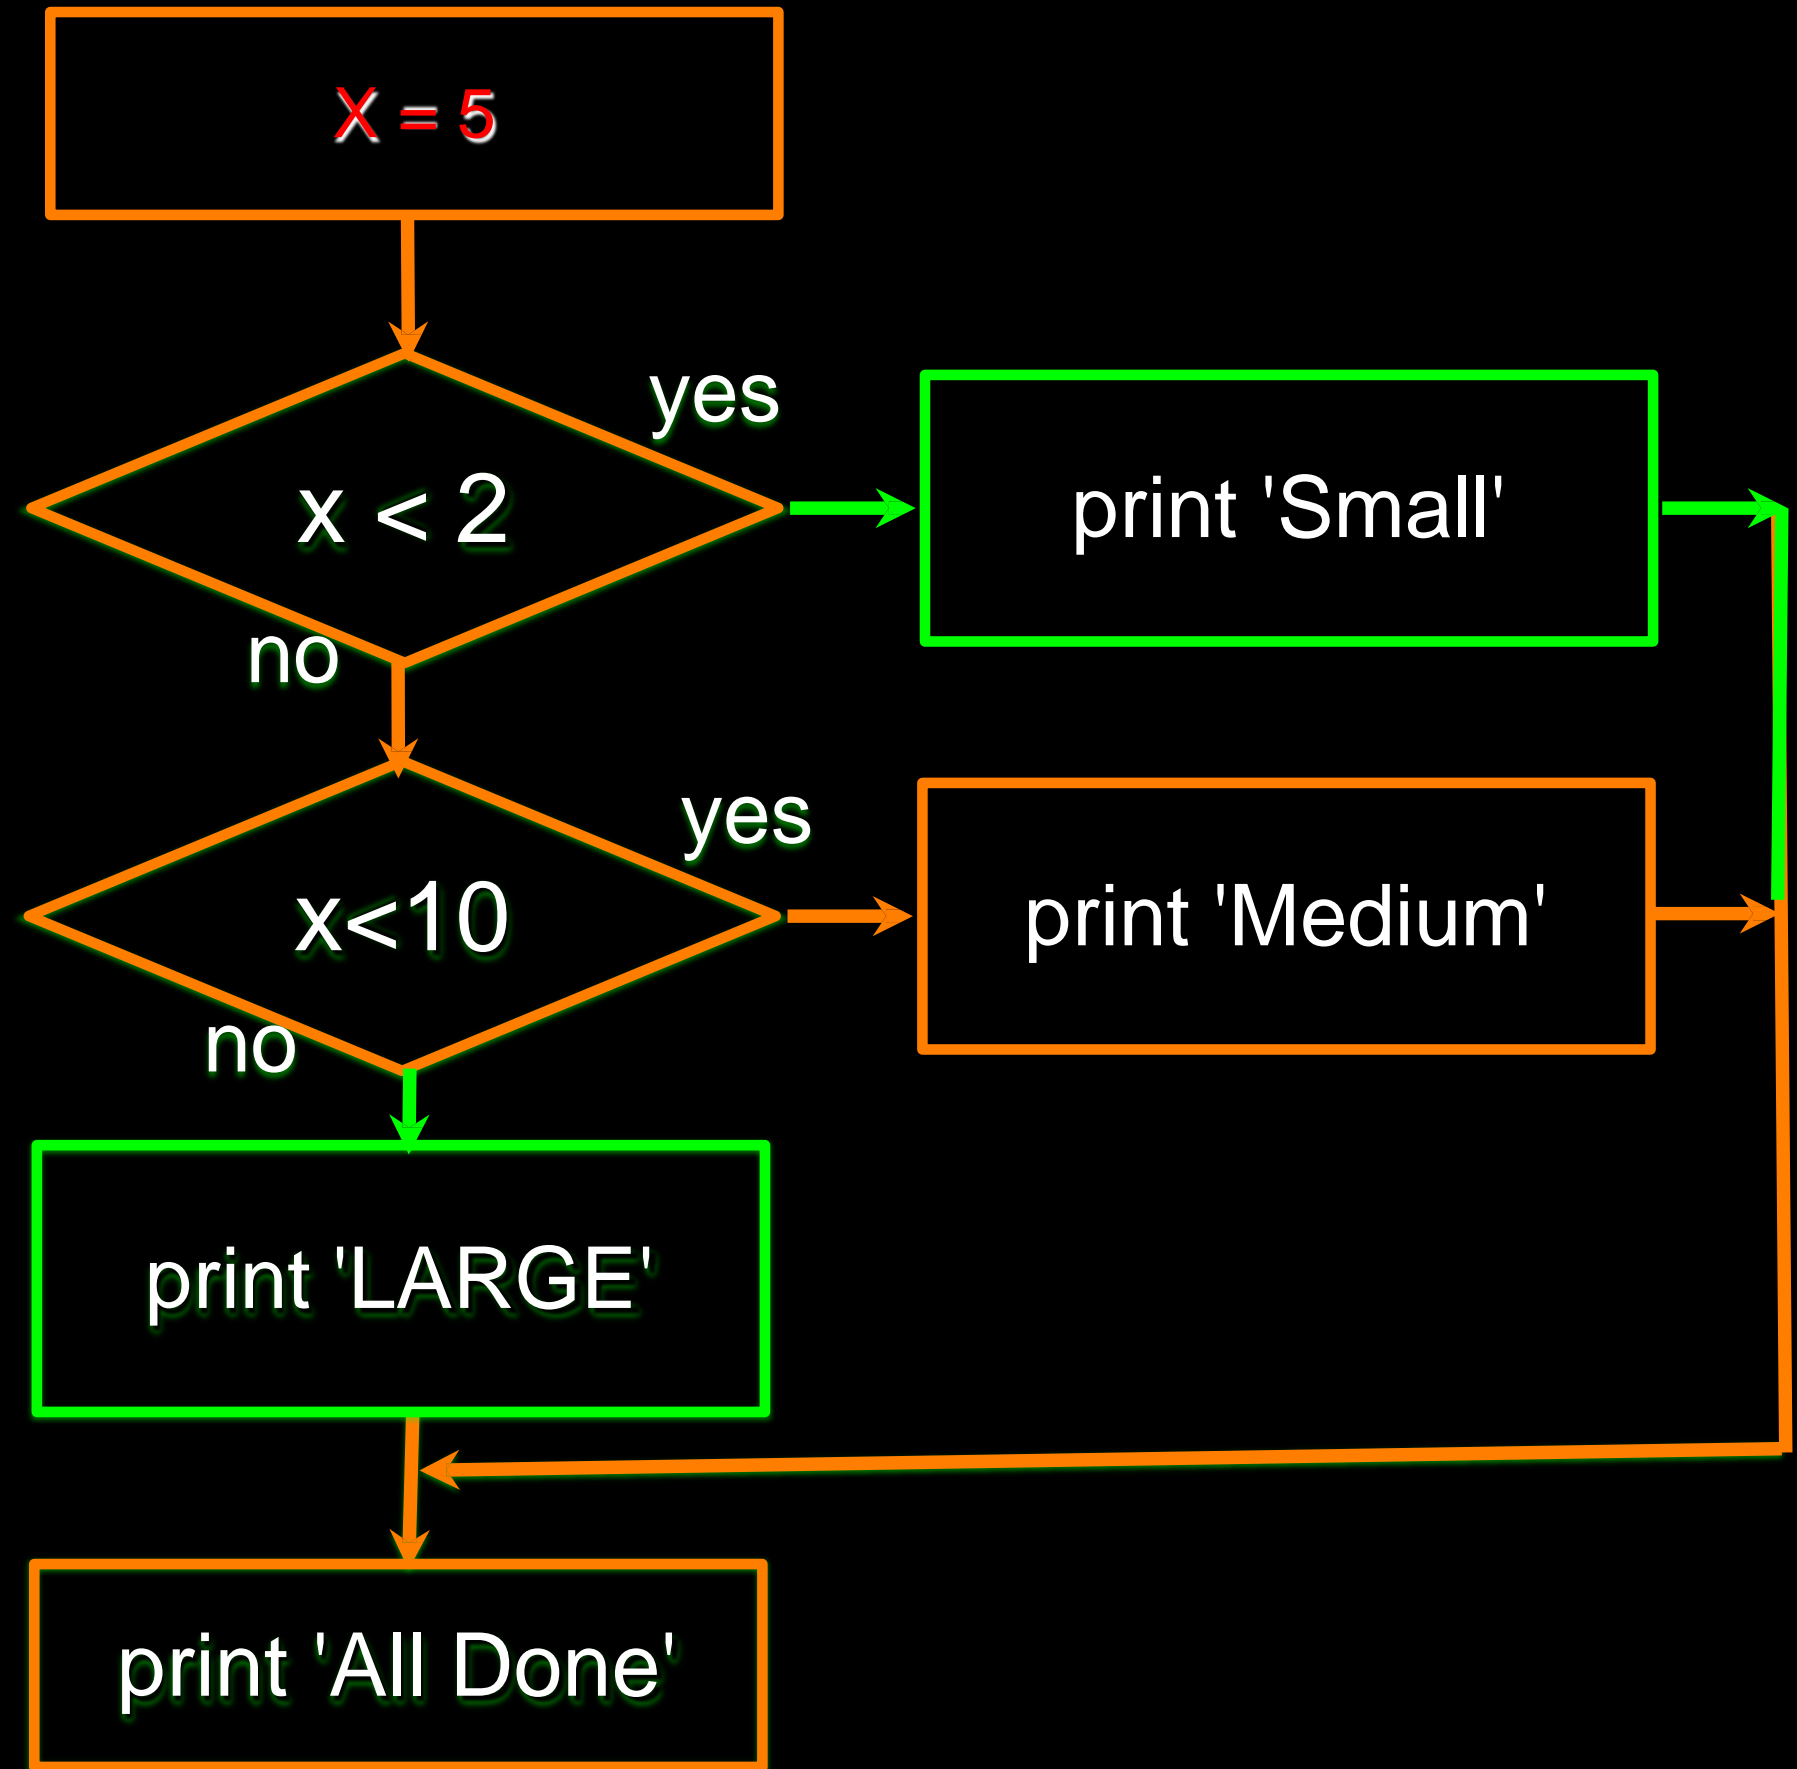 X = 5
yes
x < 2
print 'Small'
no
yes
x<10
print 'Medium'
no
print 'LARGE'
print 'All Done'